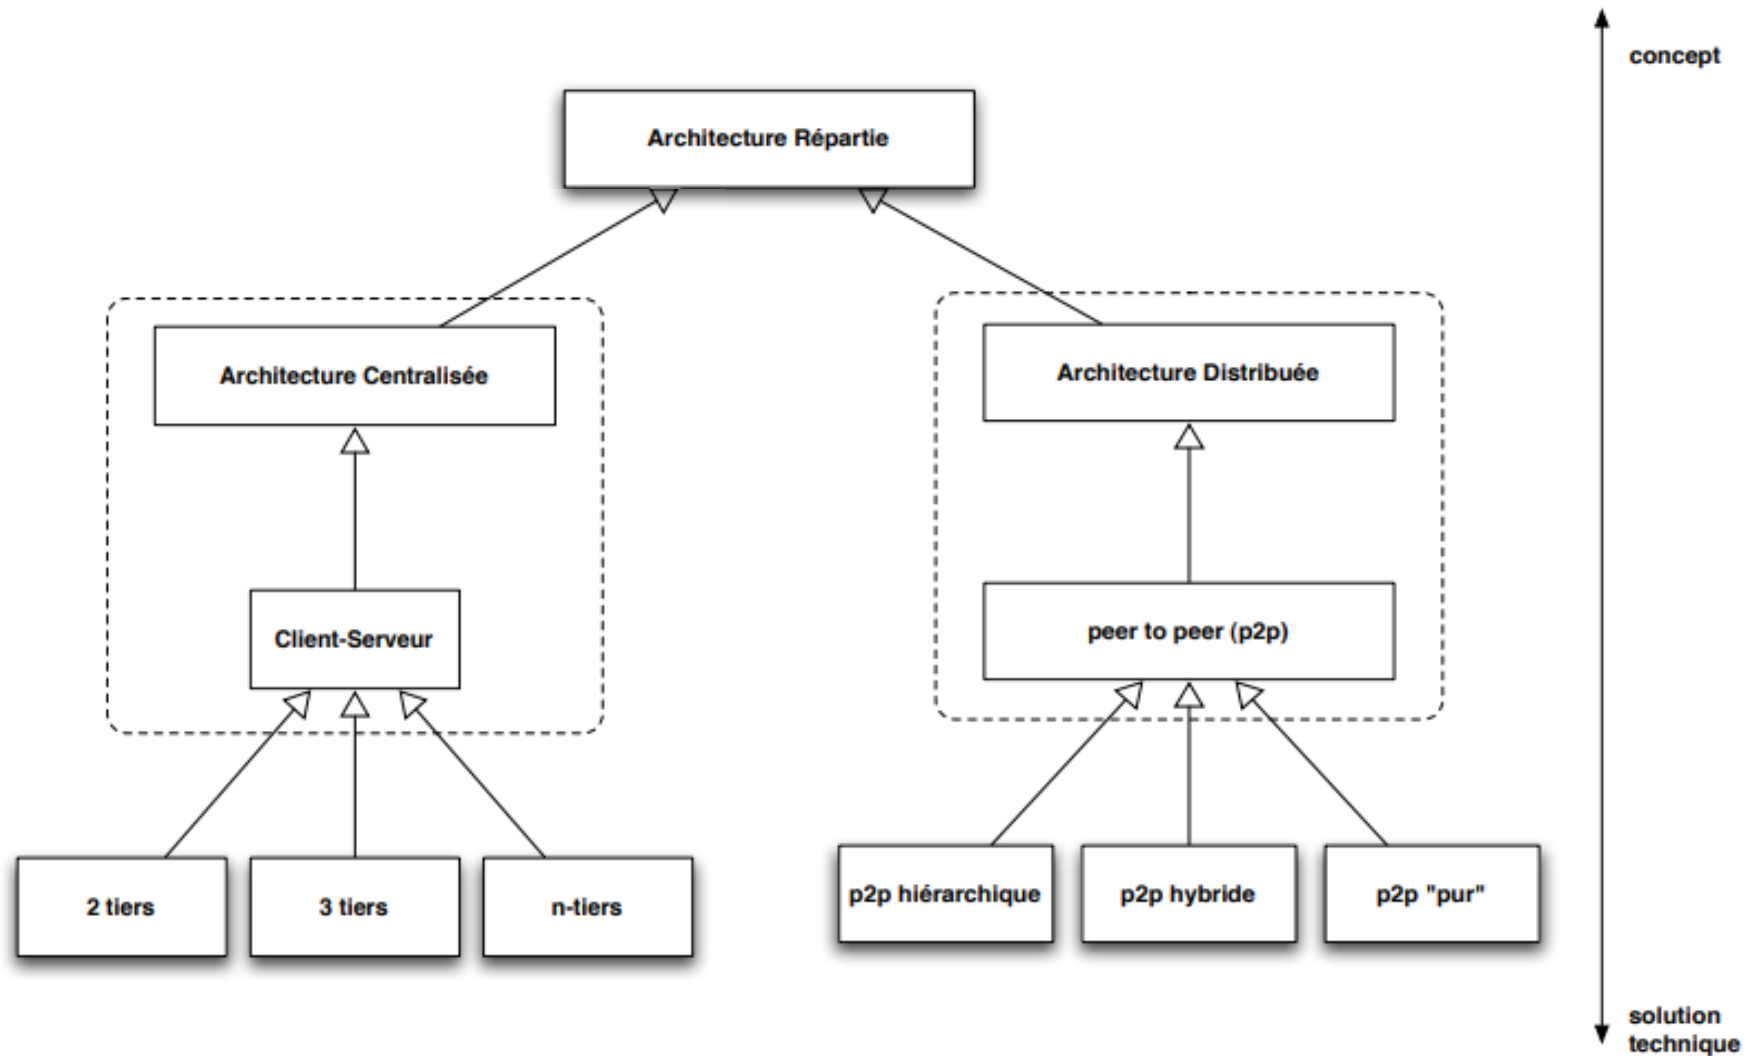 concept
Architecture Répartie
Architecture Centralisée
Architecture Distribuée
Client-Serveur
peer to peer (p2p)
2 tiers
3 tiers
n-tiers
p2p hiérarchique
p2p hybride
p2p "pur"
solution
technique